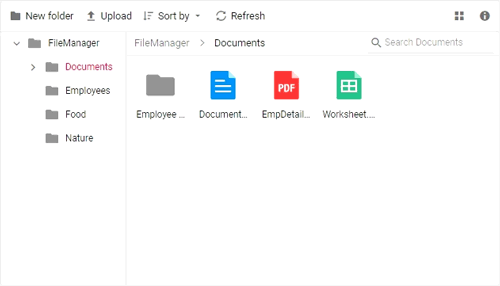 New folder Upload Sort by Refresh
FileManager
Documents
Employees
Food
Nature
FileManager > Documents Search Documents
PDF
Employee ... Document... EmpDetail... Worksheet....